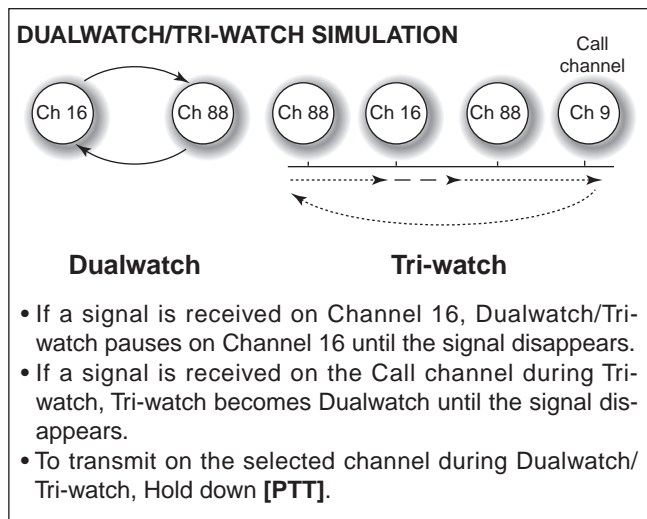 DUALWATCH/TRI-WATCH SIMULATION
Call
channel
Ch 16
Ch 88
Ch 88
Ch 16
Ch 88
Ch 9
Dualwatch
Tri-watch
• If a signal is received on Channel 16, Dualwatch/Tri-
watch pauses on Channel 16 until the signal disappears.
• If a signal is received on the Call channel during Tri-
watch, Tri-watch becomes Dualwatch until the signal dis-
appears.
• To transmit on the selected channel during Dualwatch/
Tri-watch, Hold down [PTT].